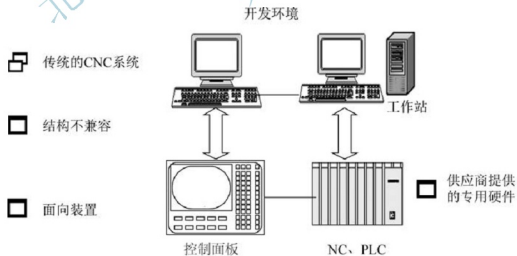 开发环境
传统的CNC系统
工作站
结构不兼容
供应商提供
的专用硬件
面向装置
控制面板
NC、PLC